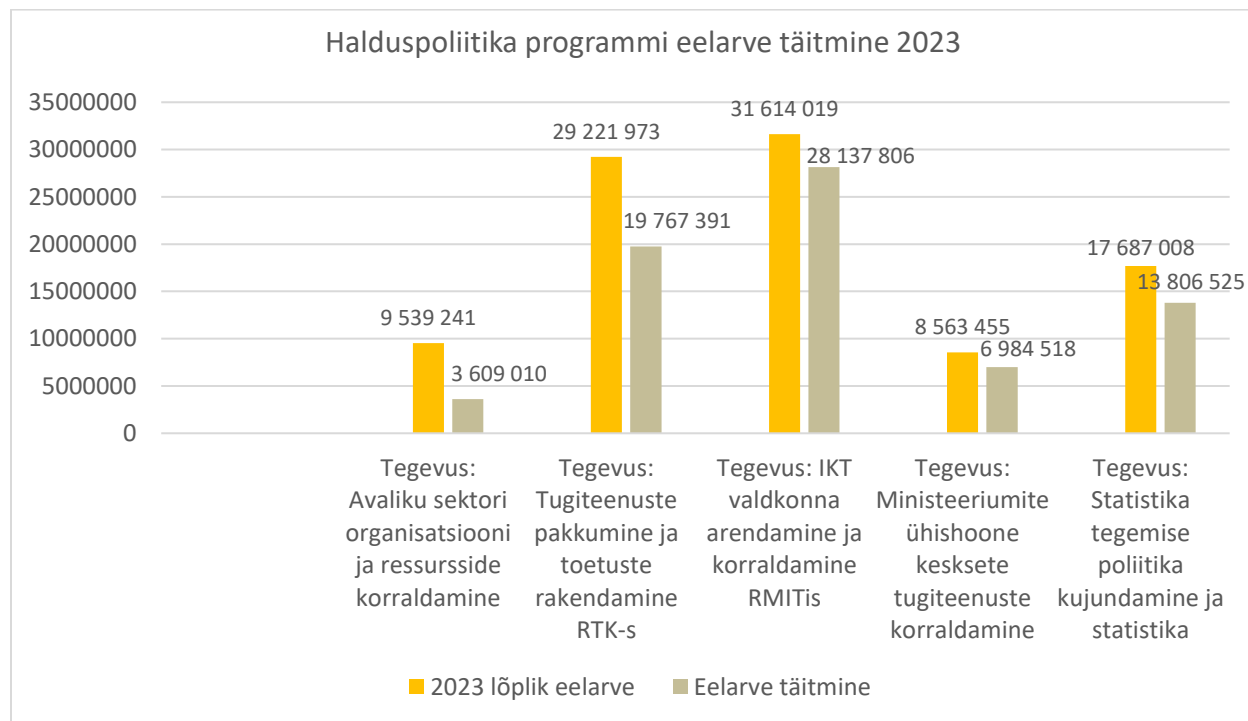 Halduspoliitika programmi eelarve täitmine 2023
35000000
30000000
25000000
20000000
15000000
10000000
5000000
0
9 539 241
3 609 010
29 221 973
19 767 391
31 614 019
28 137 806
8 563 455
6 984 518
17 687 008
13 806 525
Tegevus:
Avaliku sektori
organisatsiooni
ja ressursside
korraldamine
Tegevus:
Tugiteenuste
pakkumine ja
toetuste
rakendamine
RTK-s
Tegevus: IKT
valdkonna
arendamine ja
korraldamine
RMITis
Tegevus:
Ministeeriumite
ühishoone
kesksete
tugiteenuste
korraldamine
Tegevus:
Statistika
tegemise
poliitika
kujundamine ja
statistika
2023 lõplik eelarve
Eelarve täitmine